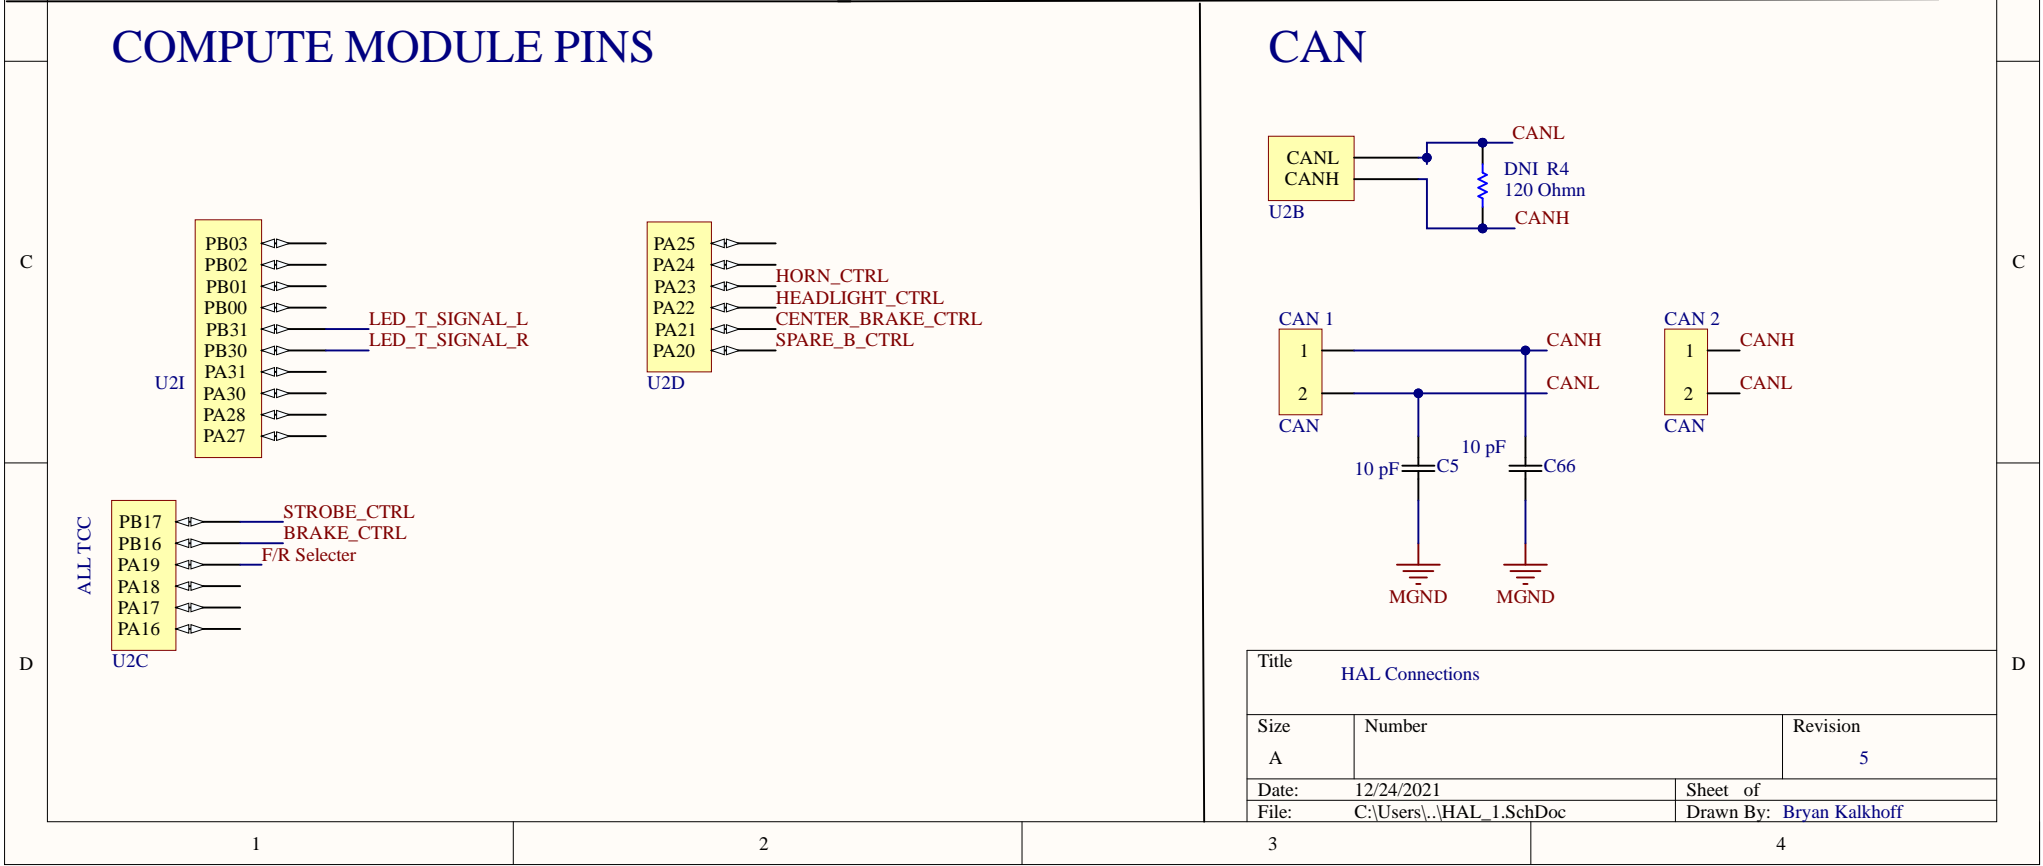 COMPUTE MODULE PINS
PB03
PB02
PB01
PB00
PB31
PB30
PA31
PA30
PA28
PA27
U2I
LED_T_SIGNAL_L
LED_T_SIGNAL_R
PA25
PA24
PA23
PA22
PA21
PA20
U2D
HORN_CTRL
HEADLIGHT_CTRL
CENTER_BRAKE_CTRL
SPARE_B_CTRL
ALL TCC
PB17
PB16
PA19
PA18
PA17
PA16
U2C
STROBE_CTRL
BRAKE_CTRL
F/R Selecter
CAN
CANL
CANH
U2B
CANL
DNI R4
120 Ohmn
CANH
CAN 1
1
2
CAN
CANH
CANL
10 pF
C5
10 pF
C66
MGND
MGND
CAN 2
1
2
CAN
CANH
CANL
Title
HAL Connections
Size
A
Number
Revision
5
Date: 12/24/2021
Sheet of
File: C:\Users\..\HAL_1.SchDoc
Drawn By: Bryan Kalkhoff
C
D
C
D
1
2
3
4